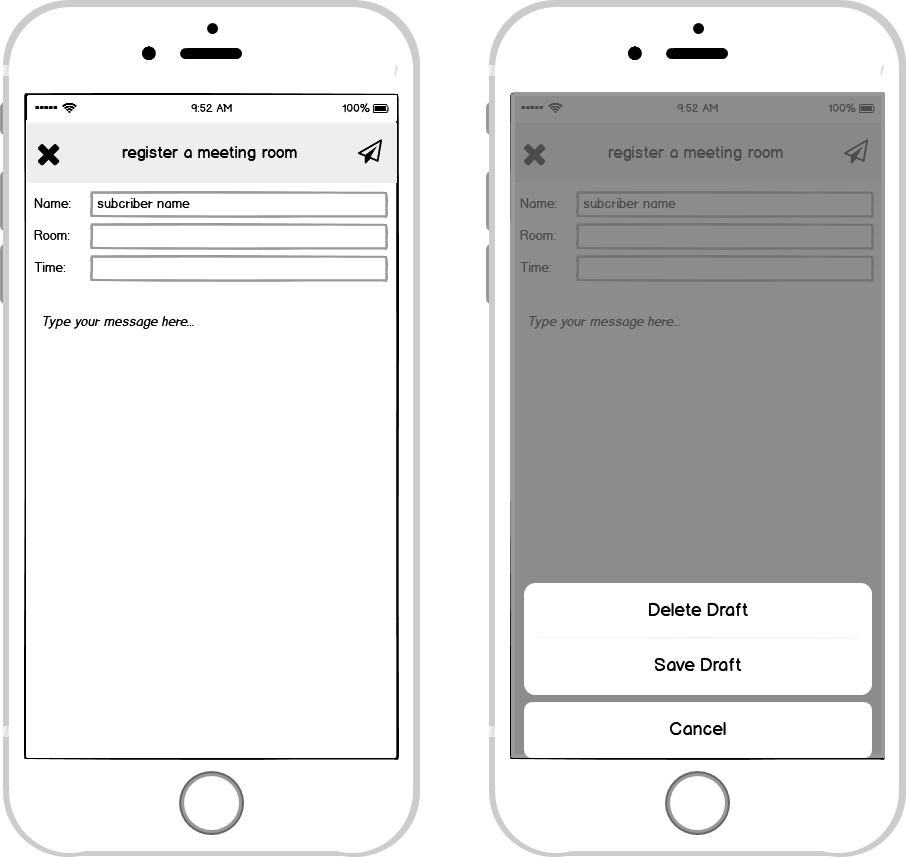 9:52 AM
100%
register a meeting room
Name:
subcriber name
Room:
Time:
Type your message here...
9:52 AM
100%
register a meeting room
Name:
subcriber name
Room:
Time:
Type your message here...
Delete Draft
Save Draft
Cancel